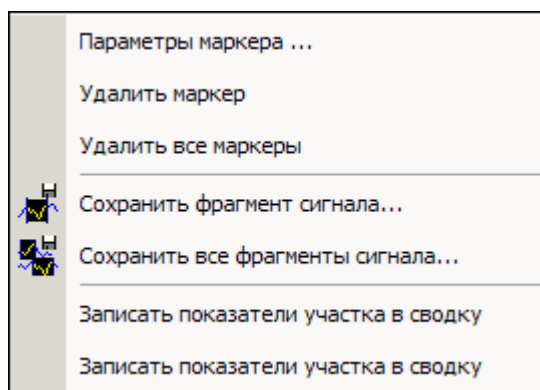 Параметры маркера ...
Удалить маркер
Удалить все маркеры
Сохранить фрагмент сигнала...
Сохранить все фрагменты сигнала...
Записать показатели участка в сводку
Записать показатели участка в сводку